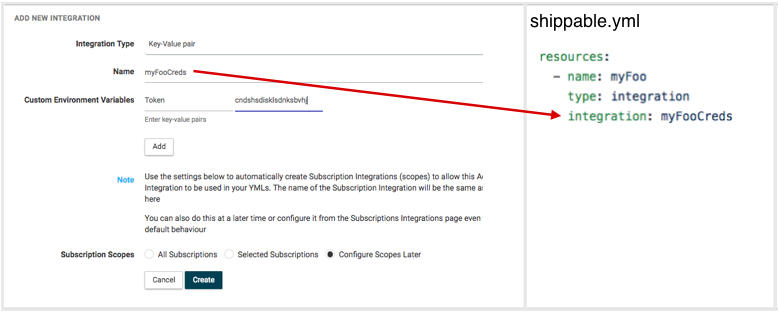 ADD NEW INTEGRATION
Integration Type Key-Value pair
Name myFooCreds
Custom Environment Variables Token cndshsdisklsdnksbvhj
Enter key-value pairs
Add
Note Use the settings below to automatically create Subscription Integrations (scopes) to allow this Ac
Integration to be used in your YMLs. The name of the Subscription Integration will be the same as
here
You can also do this at a later time or configure it from the Subscriptions Integrations page even
default behaviour
Subscription Scopes All Subscriptions Selected Subscriptions Configure Scopes Later
Cancel Create
shippable.yml
resources:
- name: myFoo
type: integration
integration: myFooCreds